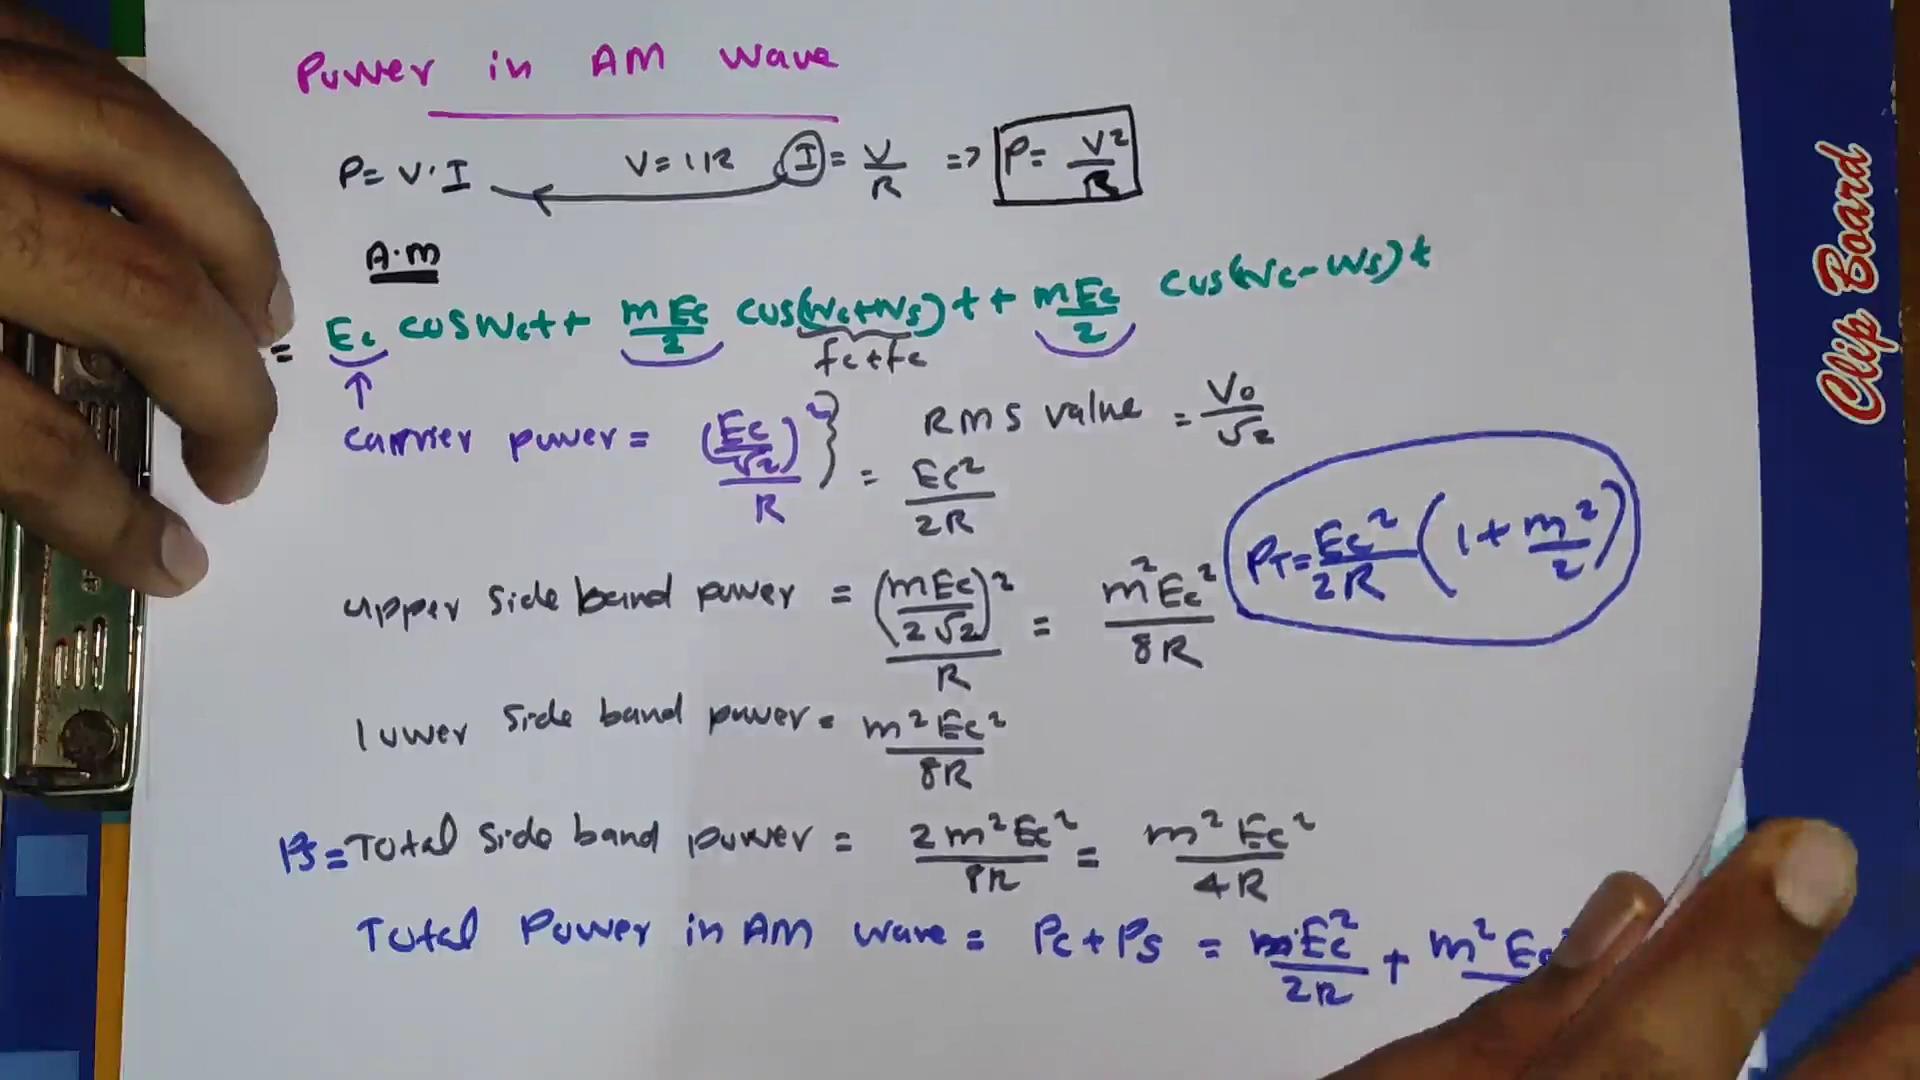 Power in AM Wave
P= V·I V=IR I= V/R => P= V²/R
A.M
= Ec cosWct + mEc/2 cos(Wc+Ws)t + mEc/2 cos(Wc-Ws)t
fc+fc
carrier power = (Ec/√2)²/R } = Ec²/2R RMS value = Vo/√2
PT = Ec²/2R (1 + m²/2)
upper side band power = (mEc/2√2)²/R = m²Ec²/8R
lower side band power = m²Ec²/8R
Ps = Total side band power = 2m²Ec²/8R = m²Ec²/4R
Total Power in AM wave = Pc + Ps = Ec²/2R + m²Ec
Clip Board